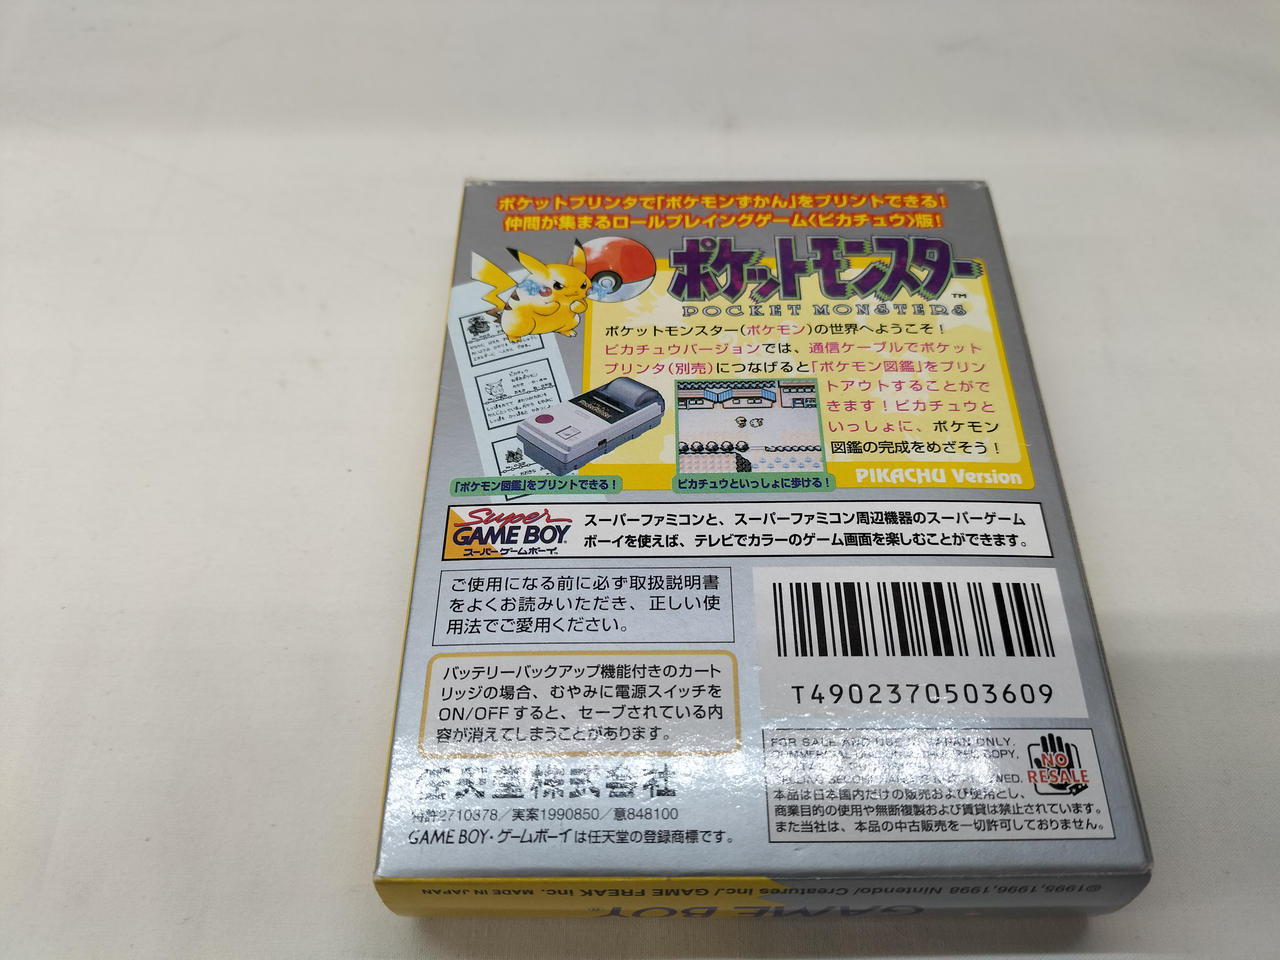 ポケットプリンタで「ポケモンずかん」をプリントできる!
仲間が集まるロールプレイングゲーム〈ピカチュウ〉版!
ポケットモンスター™
POCKET MONSTERS
ポケットモンスター(ポケモン)の世界へようこそ!
ピカチュウバージョンでは、通信ケーブルでポケット
プリンタ(別売)につなげると「ポケモン図鑑」をプリン
トアウトすることがで
きます!ピカチュウと
いっしょに、ポケモン
図鑑の完成をめざそう!
「ポケモン図鑑」をプリントできる!
ピカチュウといっしょに歩ける!
PIKACHU Version
Super
GAME BOY
スーパーゲームボーイ
スーパーファミコンと、スーパーファミコン周辺機器のスーパーゲーム
ボーイを使えば、テレビでカラーのゲーム画面を楽しむことができます。
ご使用になる前に必ず取扱説明書
をよくお読みいただき、正しい使
用法でご愛用ください。
バッテリーバックアップ機能付きのカート
リッジの場合、むやみに電源スイッチを
ON/OFFすると、セーブされている内
容が消えてしまうことがあります。
T4902370503609
任天堂株式会社
特許2710378/実案1990850/意848100
GAME BOY・ゲームボーイは任天堂の登録商標です。
FOR SALE AND USE IN JAPAN ONLY.
本品は日本国内だけの販売および使用とし、
商業目的の使用や無断複製および賃貸は禁止されています。
また当社は、本品の中古販売を一切許可しておりません。
NO
RESALE
©1995,1996,1998 Nintendo/Creatures inc./GAME FREAK inc. MADE IN JAPAN
GAME BOY